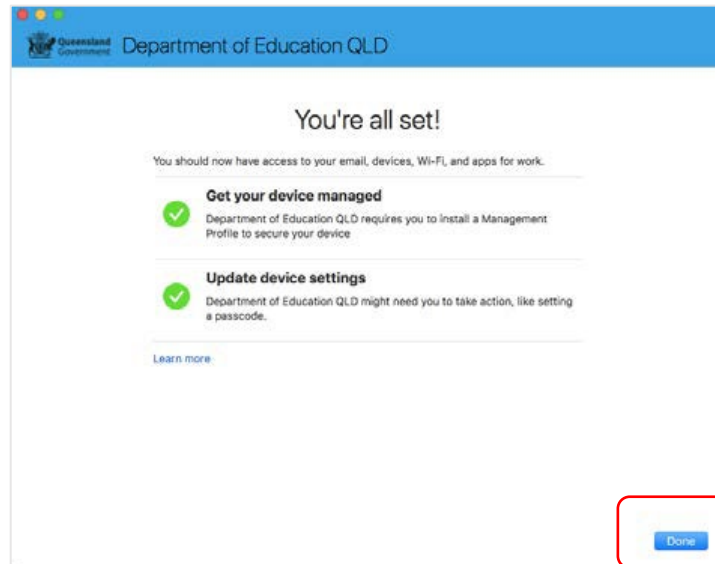 Queensland
Government
Department of Education QLD
You're all set!
You should now have access to your email, devices, Wi-Fi, and apps for work.
Get your device managed
Department of Education QLD requires you to install a Management
Profile to secure your device
Update device settings
Department of Education QLD might need you to take action, like setting
a passcode.
Learn more
Done